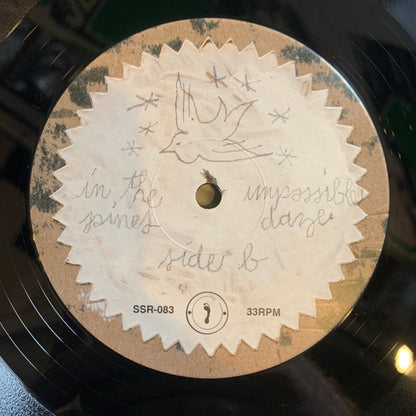 in the impossible
pines daze
side b
SSR-083 33RPM